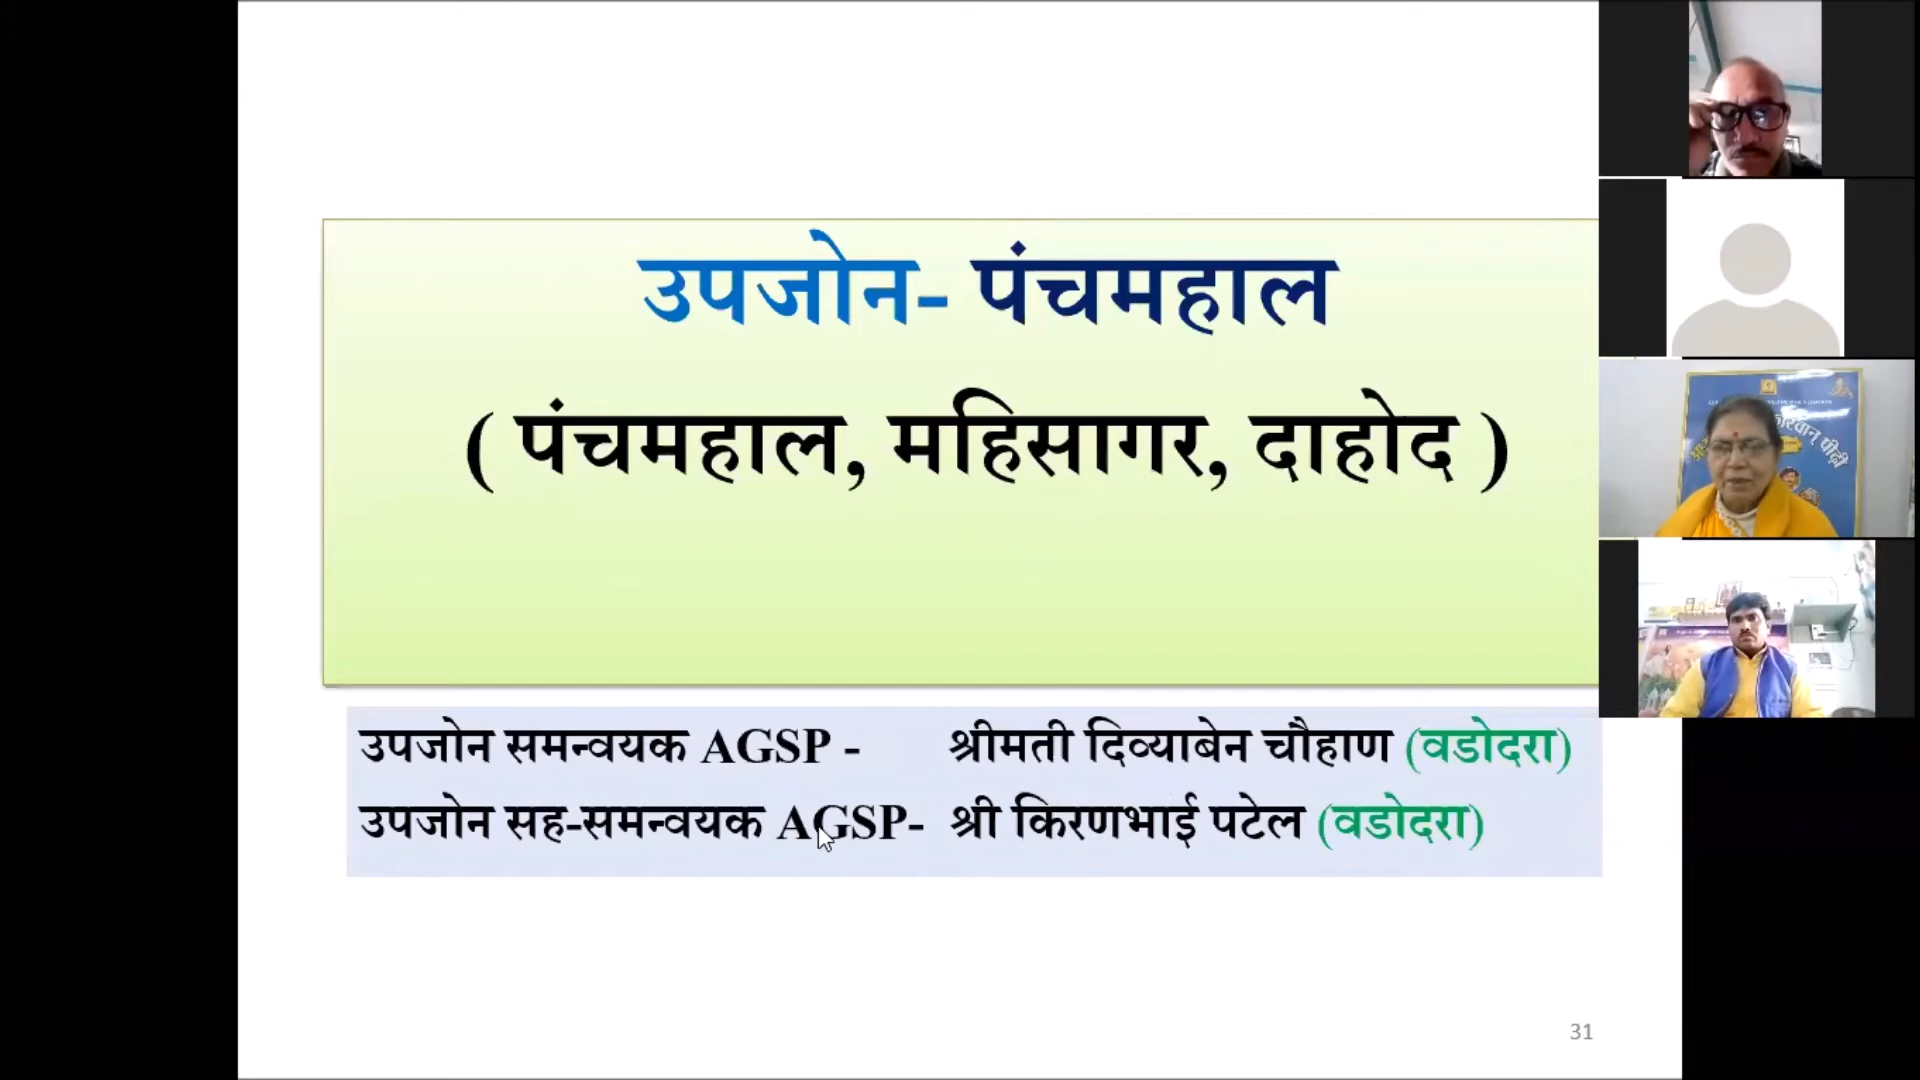 उपजोन- पंचमहाल
( पंचमहाल, महिसागर, दाहोद )
उपजोन समन्वयक AGSP - श्रीमती दिव्याबेन चौहाण (वडोदरा)
उपजोन सह-समन्वयक AGSP- श्री किरणभाई पटेल (वडोदरा)
31